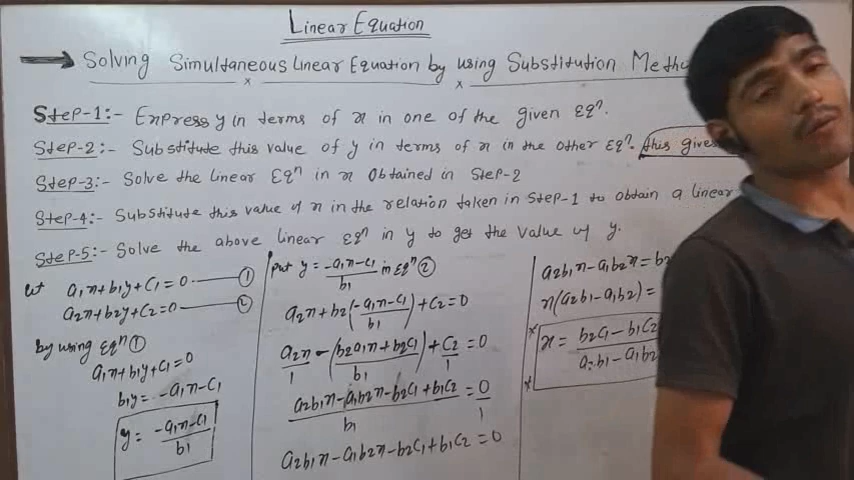 Linear Equation
→ Solving Simultaneous Linear Equation by using Substitution
Step-1:- Express y in terms of x in one of the given Eqⁿ.
Step-2:- Substitute this value of y in terms of x in the other Eqⁿ. this gives
Step-3:- Solve the Linear Eqⁿ in x Obtained in Step-2
Step-4:- Substitute this value of x in the relation taken in Step-1 to obtain a linear
Step-5:- Solve the above linear Eqⁿ in y to get the value of y.
let a₁x+b₁y+c₁=0 ——①
a₂x+b₂y+c₂=0 ——②
by using Eqⁿ ①
a₁x+b₁y+c₁=0
b₁y= -a₁x-c₁
y= (-a₁x-c₁)/b₁
put y = (-a₁x-c₁)/b₁ in Eqⁿ ②
a₂x+b₂(-a₁x-c₁)/b₁ + c₂=0
a₂x/1 - (b₂a₁x+b₂c₁)/b₁ + c₂/1 =0
(a₂b₁x-a₁b₂x-b₂c₁+b₁c₂)/b₁ = 0/1
a₂b₁x-a₁b₂x-b₂c₁+b₁c₂=0
a₂b₁x-a₁b₂x=
x(a₂b₁-a₁b₂)=
x= (b₂c₁-b₁c₂)/(a₂b₁-a₁b₂)